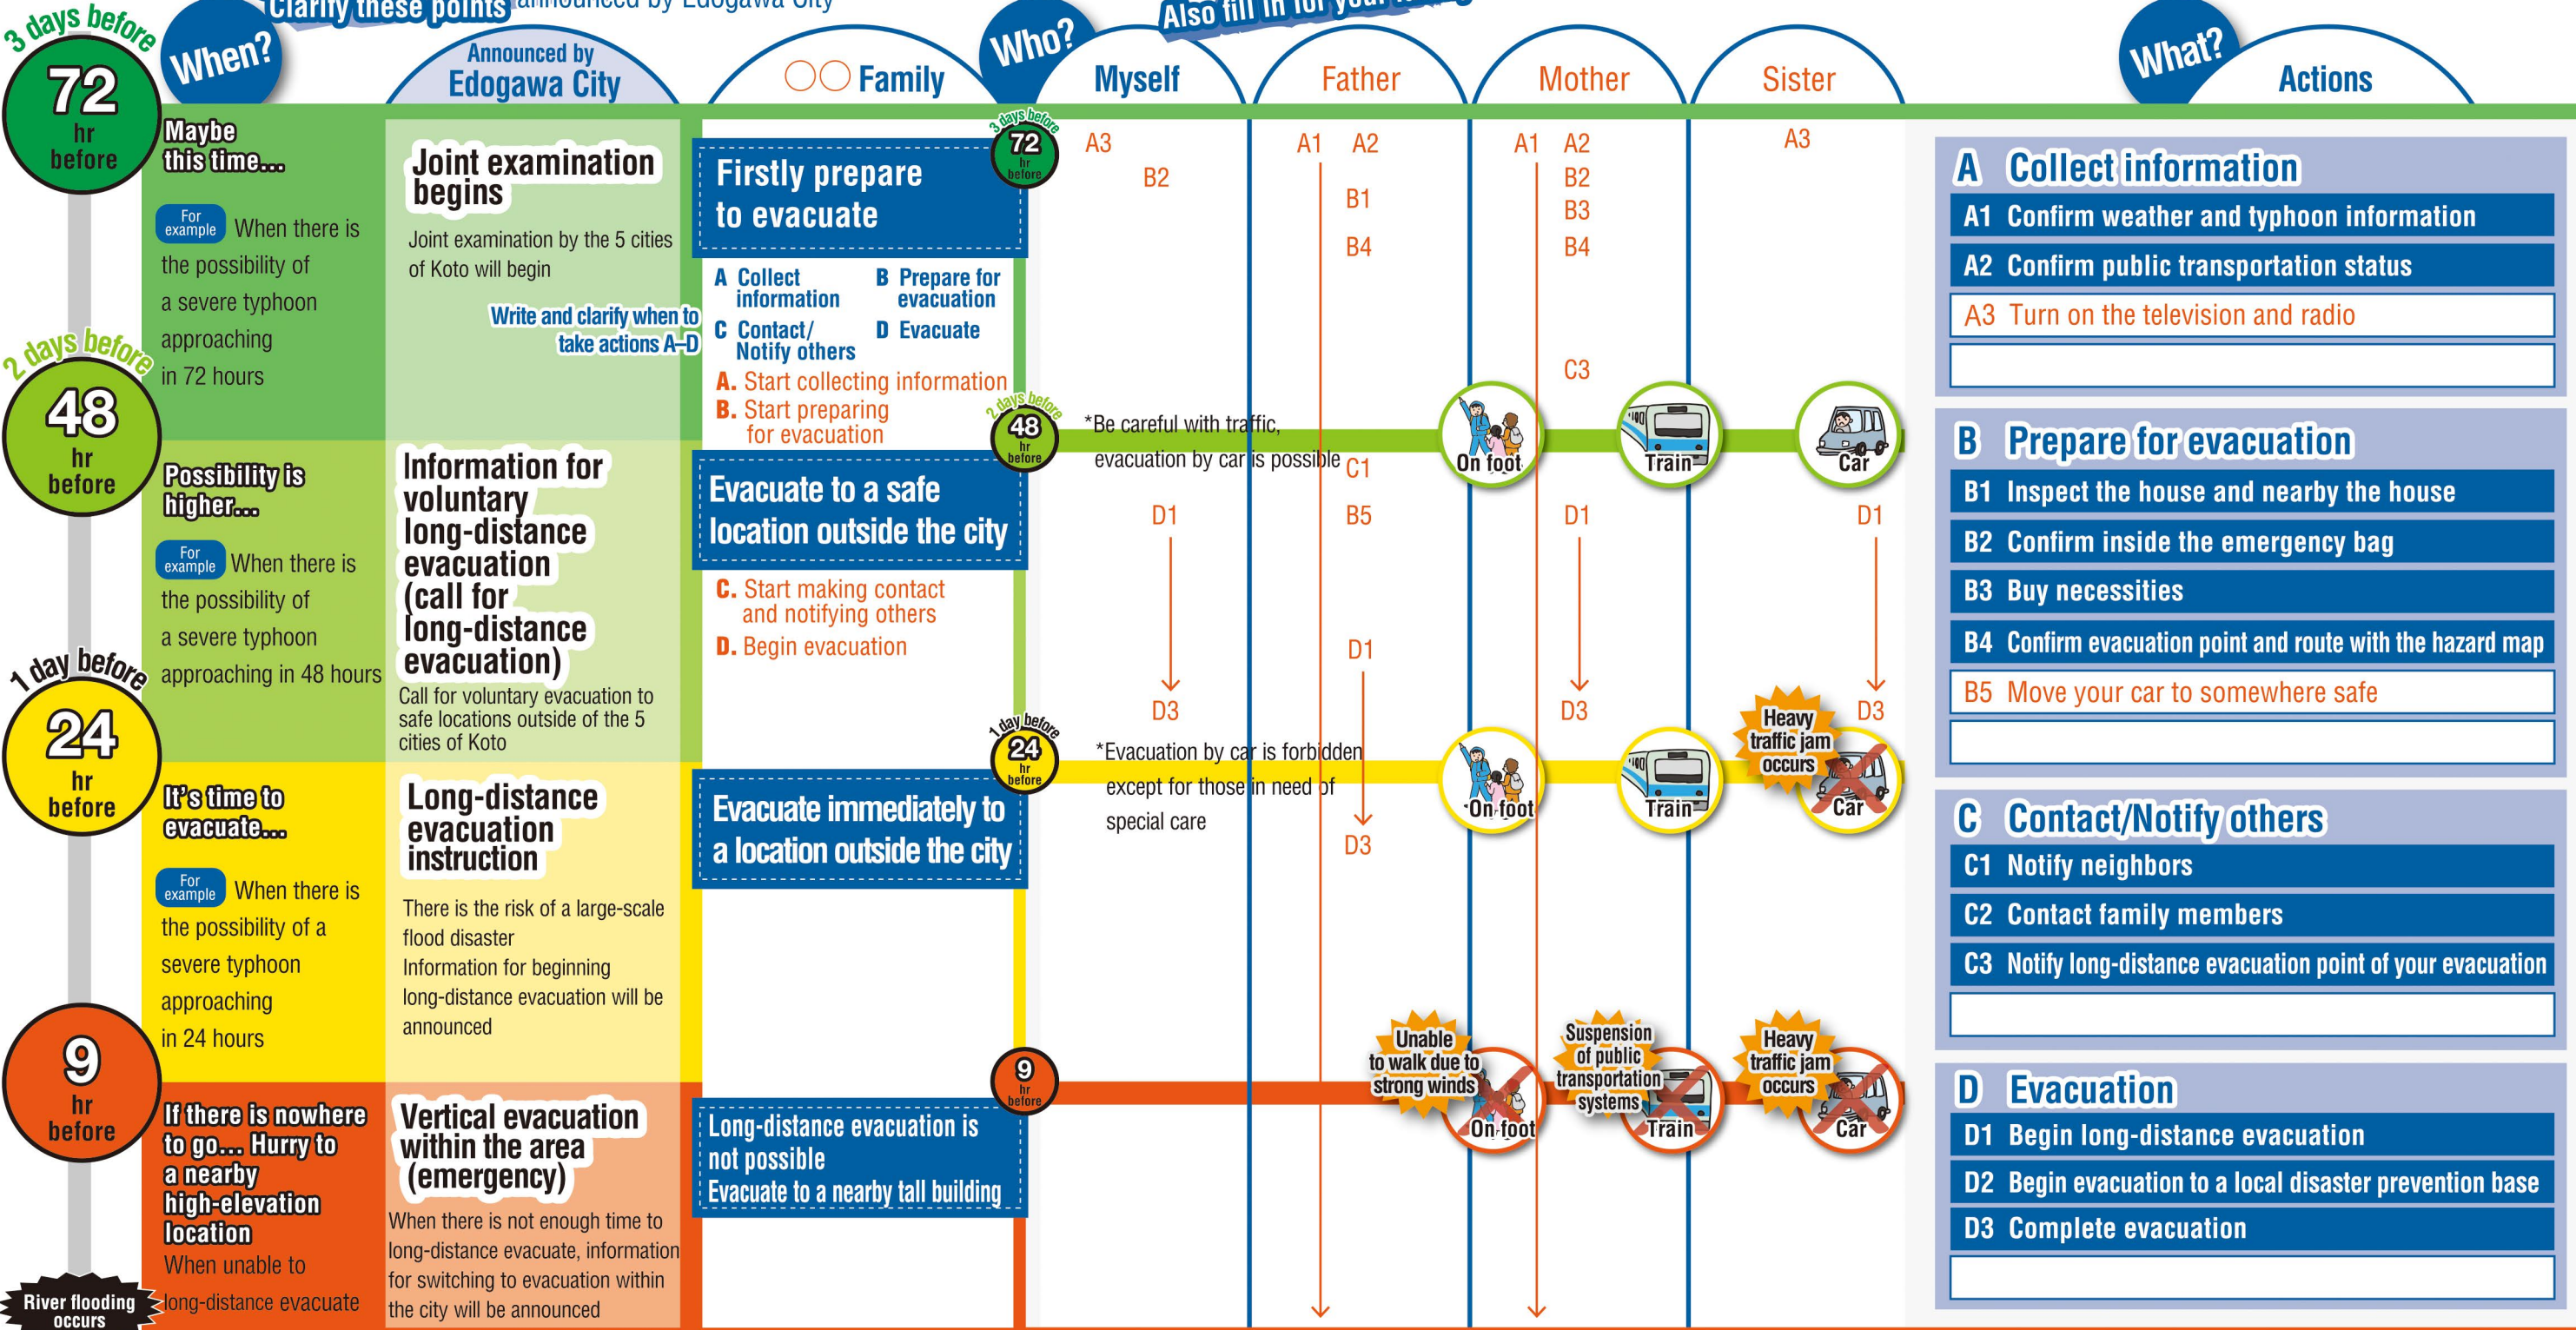 Clarify these points announced by Edogawa City
Also fill in for your
3 days before
72
hr
before
When?
Announced by
Edogawa City
○○ Family
Who?
Myself
Father
Mother
Sister
What?
Actions
Maybe
this time...
For
example
When there is
the possibility of
a severe typhoon
approaching
in 72 hours
Joint examination
begins
Joint examination by the 5 cities
of Koto will begin
Write and clarify when to
take actions A–D
Firstly prepare
to evacuate
A Collect
information
B Prepare for
evacuation
C Contact/
Notify others
D Evacuate
A. Start collecting information
B. Start preparing
for evacuation
3 days before
72
hr
before
A3
B2
A1 A2
B1
B4
A1 A2
B2
B3
B4
C3
A3
2 days before
48
hr
before
Possibility is
higher...
For
example
When there is
the possibility of
a severe typhoon
approaching in 48 hours
Information for
voluntary
long-distance
evacuation
(call for
long-distance
evacuation)
Call for voluntary evacuation to
safe locations outside of the 5
cities of Koto
Evacuate to a safe
location outside the city
C. Start making contact
and notifying others
D. Begin evacuation
2 days before
48
hr
before
*Be careful with traffic,
evacuation by car is possible
On foot
Train
Car
D1
D3
C1
B5
D1
D3
D1
D3
D1
D3
1 day before
24
hr
before
It's time to
evacuate...
For
example
When there is
the possibility of a
severe typhoon
approaching
in 24 hours
Long-distance
evacuation
instruction
There is the risk of a large-scale
flood disaster
Information for beginning
long-distance evacuation will be
announced
Evacuate immediately to
a location outside the city
1 day before
24
hr
before
*Evacuation by car is forbidden
except for those in need of
special care
On foot
Train
Heavy
traffic jam
occurs
Car
9
hr
before
If there is nowhere
to go... Hurry to
a nearby
high-elevation
location
When unable to
long-distance evacuate
Vertical evacuation
within the area
(emergency)
When there is not enough time to
long-distance evacuate, information
for switching to evacuation within
the city will be announced
Long-distance evacuation is
not possible
Evacuate to a nearby tall building
9
hr
before
Unable
to walk due to
strong winds
On foot
Suspension
of public
transportation
systems
Train
Heavy
traffic jam
occurs
Car
River flooding
occurs
A Collect information
A1 Confirm weather and typhoon information
A2 Confirm public transportation status
A3 Turn on the television and radio
B Prepare for evacuation
B1 Inspect the house and nearby the house
B2 Confirm inside the emergency bag
B3 Buy necessities
B4 Confirm evacuation point and route with the hazard map
B5 Move your car to somewhere safe
C Contact/Notify others
C1 Notify neighbors
C2 Contact family members
C3 Notify long-distance evacuation point of your evacuation
D Evacuation
D1 Begin long-distance evacuation
D2 Begin evacuation to a local disaster prevention base
D3 Complete evacuation